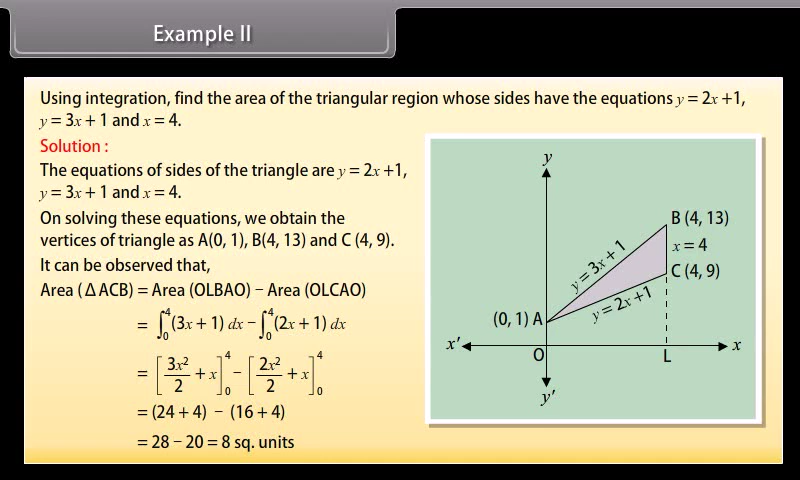 Example II
Using integration, find the area of the triangular region whose sides have the equations y = 2x +1,
y = 3x + 1 and x = 4.
Solution :
The equations of sides of the triangle are y = 2x +1,
y = 3x + 1 and x = 4.
On solving these equations, we obtain the
vertices of triangle as A(0, 1), B(4, 13) and C (4, 9).
It can be observed that,
Area (Δ ACB) = Area (OLBAO) − Area (OLCAO)
= ∫₀⁴(3x + 1) dx − ∫₀⁴(2x + 1) dx
= [3x²/2 + x]₀⁴ − [2x²/2 + x]₀⁴
= (24 + 4) − (16 + 4)
= 28 − 20 = 8 sq. units
y
B (4, 13)
y = 3x + 1
x = 4
C (4, 9)
y = 2x +1
(0, 1) A
x′
O
L
x
y′